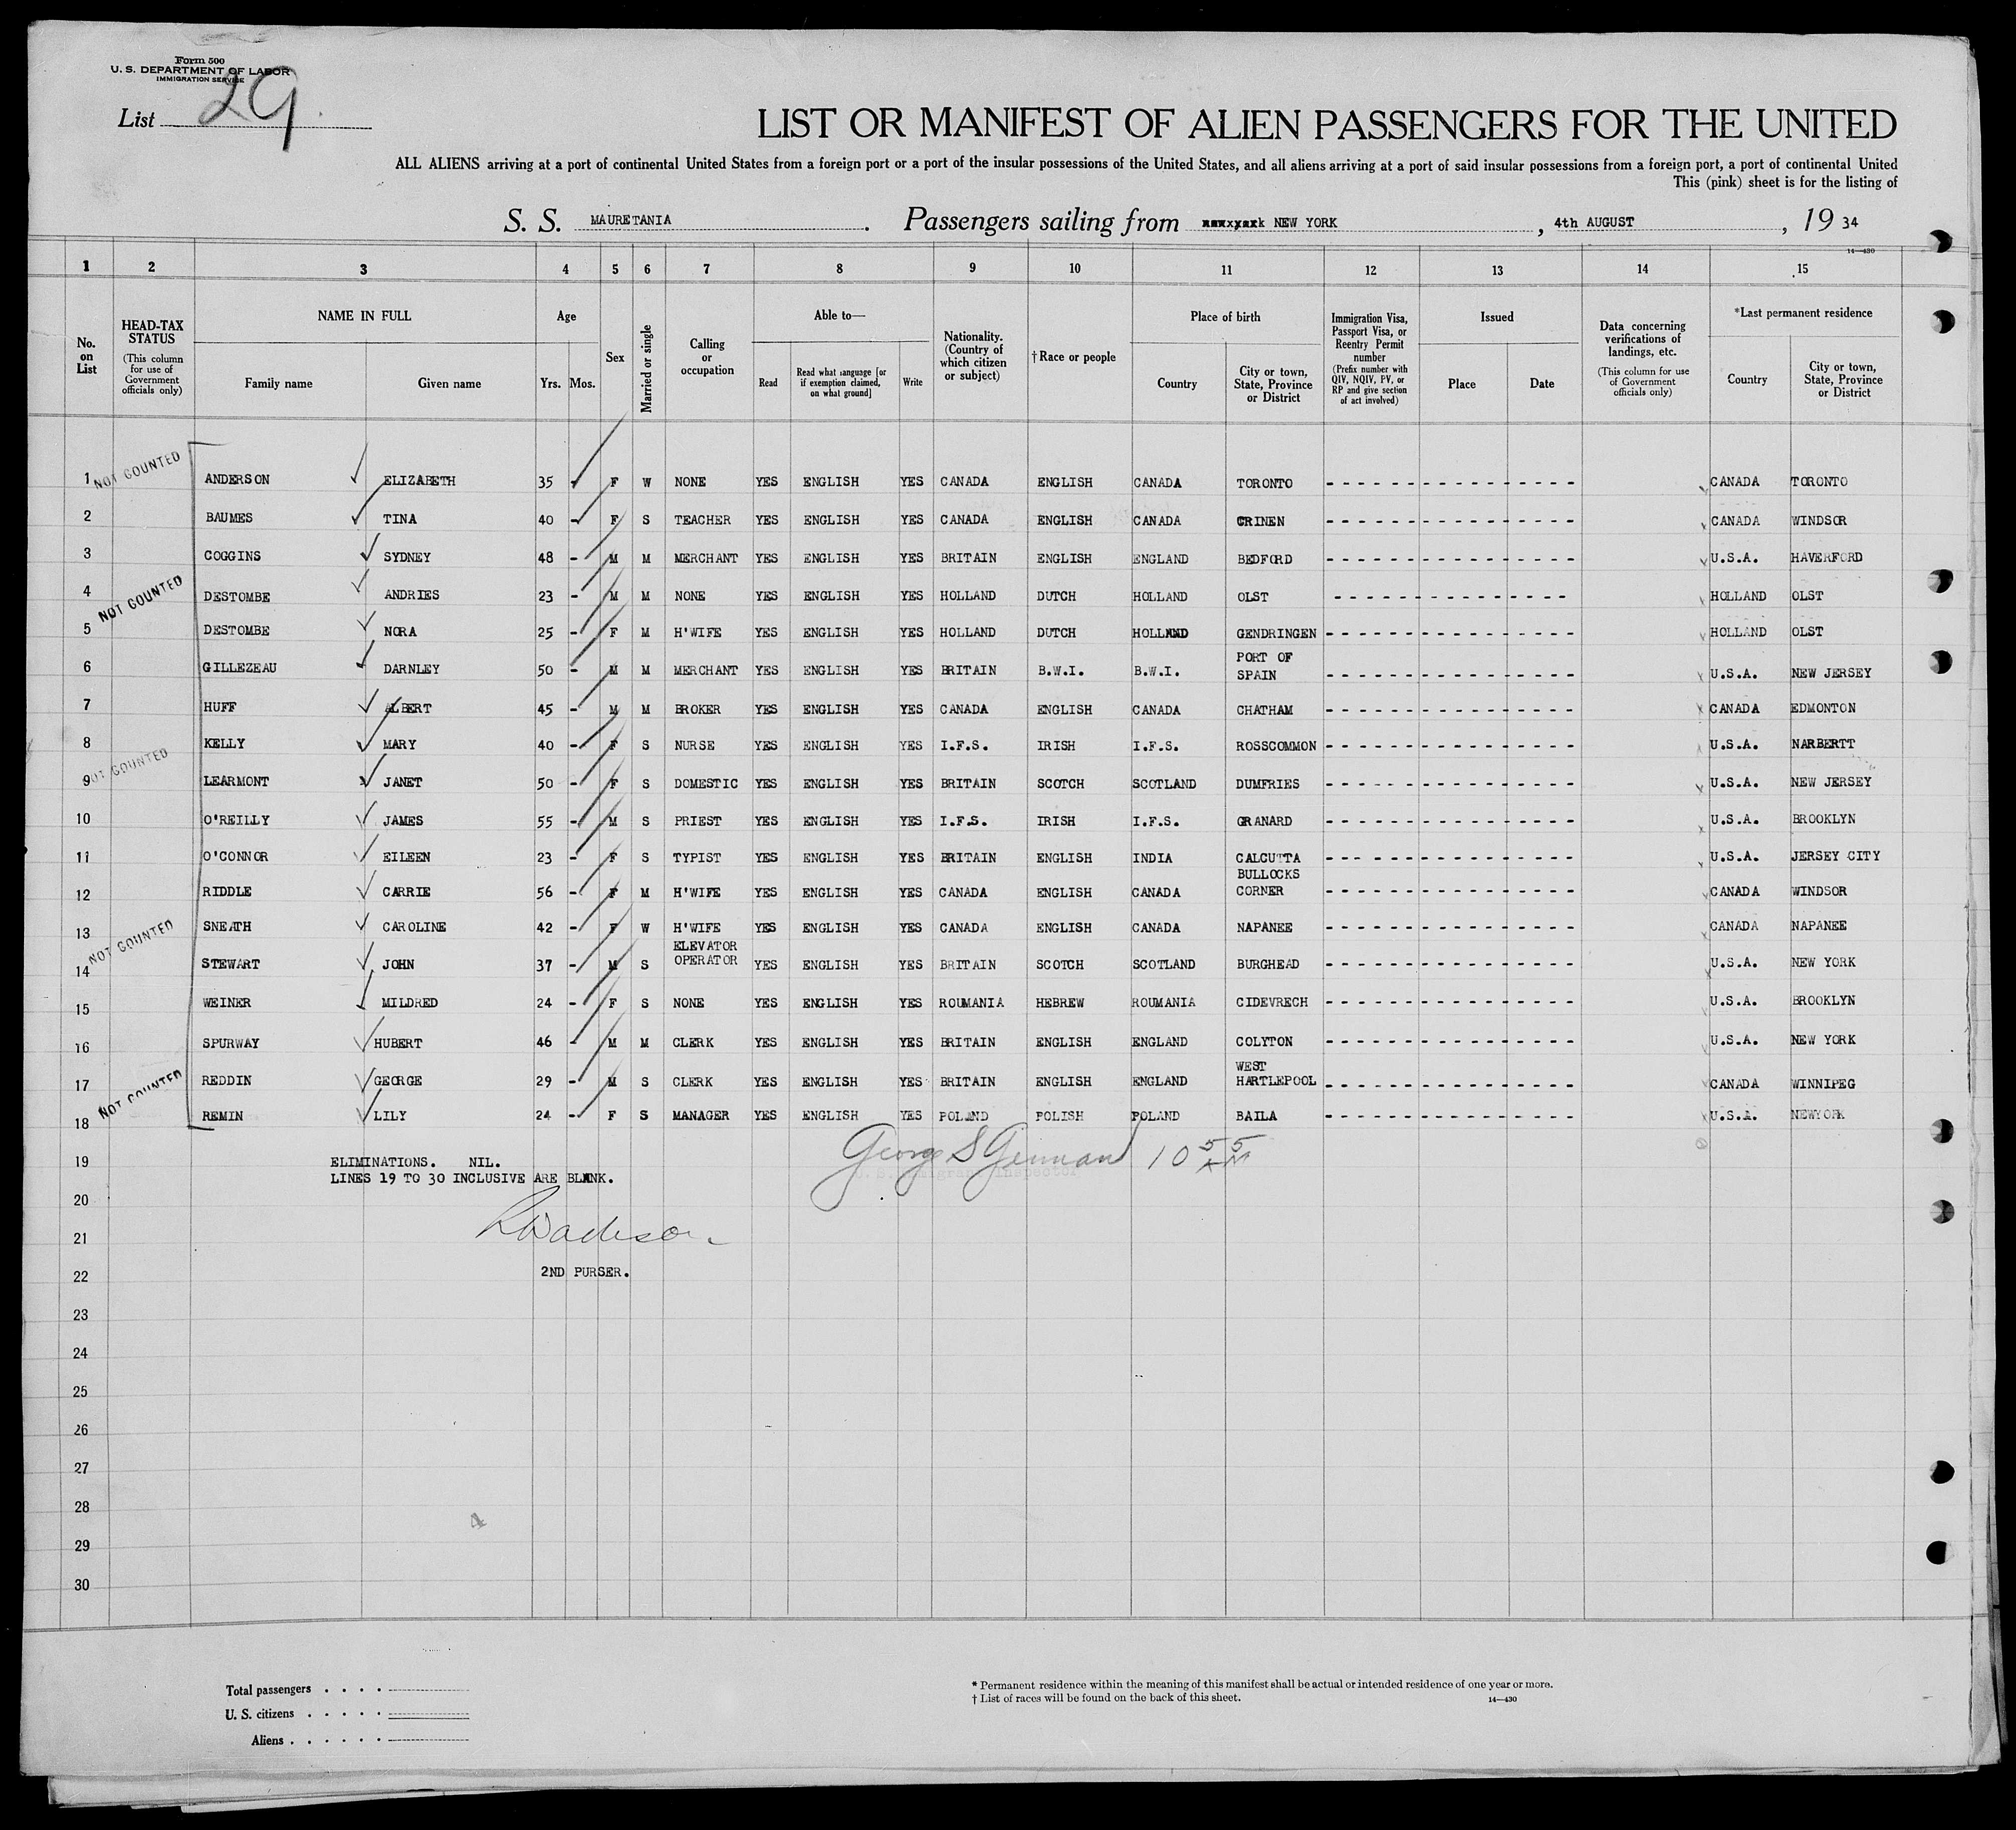 Form 500
U. S. DEPARTMENT OF LABOR
IMMIGRATION SERVICE
List 29
LIST OR MANIFEST OF ALIEN PASSENGERS FOR THE UNITED
ALL ALIENS arriving at a port of continental United States from a foreign port or a port of the insular possessions of the United States, and all aliens arriving at a port of said insular possessions from a foreign port, a port of continental United
This (pink) sheet is for the listing of
S. S. MAURETANIA. Passengers sailing from NEW YORK, 4th AUGUST, 19 34
14—430
1 2 3 4 5 6 7 8 9 10 11 12 13 14 15
No. on List
HEAD-TAX STATUS (This column for use of Government officials only)
NAME IN FULL Family name Given name
Age Yrs. Mos.
Sex
Married or single
Calling or occupation
Able to— Read Read what language [or if exemption claimed, on what ground] Write
Nationality. (Country of which citizen or subject)
†Race or people
Place of birth Country City or town, State, Province or District
Immigration Visa, Passport Visa, or Reentry Permit number (Prefix number with QIV, NQIV, PV, or RP and give section of act involved)
Issued Place Date
Data concerning verifications of landings, etc. (This column for use of Government officials only)
*Last permanent residence Country City or town, State, Province or District
NOT COUNTED
1 ANDERSON ELIZABETH 35 - F W NONE YES ENGLISH YES CANADA ENGLISH CANADA TORONTO CANADA TORONTO
2 BAUMES TINA 40 - F S TEACHER YES ENGLISH YES CANADA ENGLISH CANADA CRINEN CANADA WINDSOR
3 COGGINS SYDNEY 48 - M M MERCHANT YES ENGLISH YES BRITAIN ENGLISH ENGLAND BEDFORD U.S.A. HAVERFORD
NOT COUNTED
4 DESTOMBE ANDRIES 23 - M M NONE YES ENGLISH YES HOLLAND DUTCH HOLLAND OLST HOLLAND OLST
5 DESTOMBE NORA 25 - F M H'WIFE YES ENGLISH YES HOLLAND DUTCH HOLLAND GENDRINGEN HOLLAND OLST
6 GILLEZEAU DARNLEY 50 - M M MERCHANT YES ENGLISH YES BRITAIN B.W.I. B.W.I. PORT OF SPAIN U.S.A. NEW JERSEY
7 HUFF ALBERT 45 - M M BROKER YES ENGLISH YES CANADA ENGLISH CANADA CHATHAM CANADA EDMONTON
8 KELLY MARY 40 - F S NURSE YES ENGLISH YES I.F.S. IRISH I.F.S. ROSSCOMMON U.S.A. NARBERTT
NOT COUNTED
9 LEARMONT JANET 50 - F S DOMESTIC YES ENGLISH YES BRITAIN SCOTCH SCOTLAND DUMFRIES U.S.A. NEW JERSEY
10 O'REILLY JAMES 55 - M S PRIEST YES ENGLISH YES I.F.S. IRISH I.F.S. GRANARD U.S.A. BROOKLYN
11 O'CONNOR EILEEN 23 - F S TYPIST YES ENGLISH YES BRITAIN ENGLISH INDIA CALCUTTA U.S.A. JERSEY CITY
12 RIDDLE CARRIE 56 - F M H'WIFE YES ENGLISH YES CANADA ENGLISH CANADA BULLOCKS CORNER CANADA WINDSOR
13 SNEATH CAROLINE 42 - F W H'WIFE YES ENGLISH YES CANADA ENGLISH CANADA NAPANEE CANADA NAPANEE
NOT COUNTED
14 STEWART JOHN 37 - M S ELEVATOR OPERATOR YES ENGLISH YES BRITAIN SCOTCH SCOTLAND BURGHEAD U.S.A. NEW YORK
15 WEINER MILDRED 24 - F S NONE YES ENGLISH YES ROUMANIA HEBREW ROUMANIA CIDEVRECH U.S.A. BROOKLYN
16 SPURWAY HUBERT 46 - M M CLERK YES ENGLISH YES BRITAIN ENGLISH ENGLAND COLYTON U.S.A. NEW YORK
17 REDDIN GEORGE 29 - M S CLERK YES ENGLISH YES BRITAIN ENGLISH ENGLAND WEST HARTLEPOOL CANADA WINNIPEG
NOT COUNTED
18 REMIN LILY 24 - F S MANAGER YES ENGLISH YES POLAND POLISH POLAND BAILA U.S.A. NEWYORK
19 ELIMINATIONS. NIL.
LINES 19 TO 30 INCLUSIVE ARE BLANK.
George S 10 55 AM
20
21
22 2ND PURSER.
23
24
25
26
27
28
4
29
30
Total passengers . . . .
U. S. citizens . . . . .
Aliens . . . . . .
* Permanent residence within the meaning of this manifest shall be actual or intended residence of one year or more.
† List of races will be found on the back of this sheet. 14—430